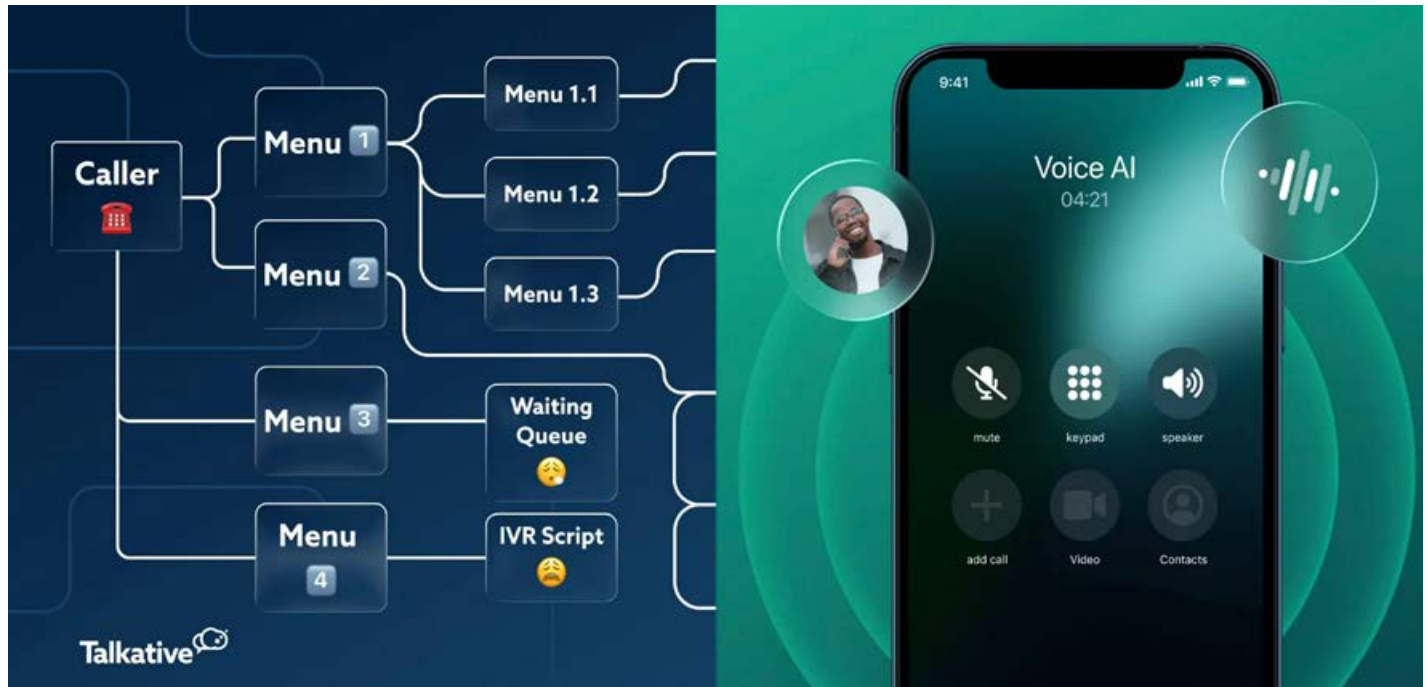 Caller
Menu 1
Menu 2
Menu 3
Menu
4
Menu 1.1
Menu 1.2
Menu 1.3
Waiting
Queue
IVR Script
Talkative
9:41
Voice AI
04:21
mute
keypad
speaker
add call
Video
Contacts